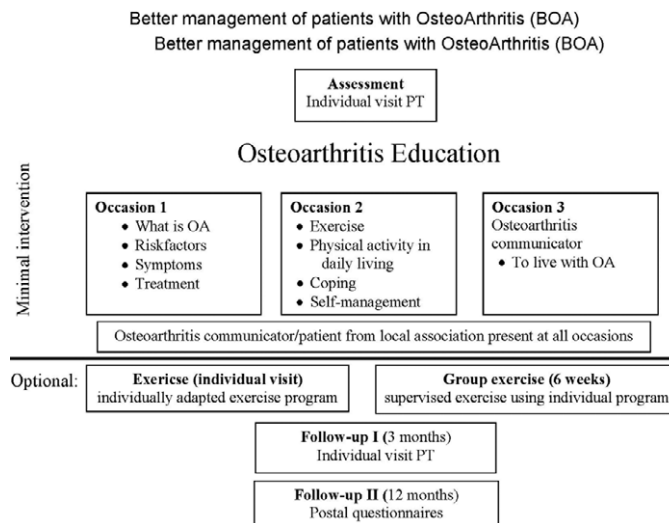 Better management of patients with OsteoArthritis (BOA)
Better management of patients with OsteoArthritis (BOA)
Assessment
Individual visit PT
Osteoarthritis Education
Minimal intervention
Occasion 1
• What is OA
• Riskfactors
• Symptoms
• Treatment
Occasion 2
• Exercise
• Physical activity in
daily living
• Coping
• Self-management
Occasion 3
Osteoarthritis
communicator
• To live with OA
Osteoarthritis communicator/patient from local association present at all occasions
Optional:
Exericse (individual visit)
individually adapted exercise program
Group exercise (6 weeks)
supervised exercise using individual program
Follow-up I (3 months)
Individual visit PT
Follow-up II (12 months)
Postal questionnaires